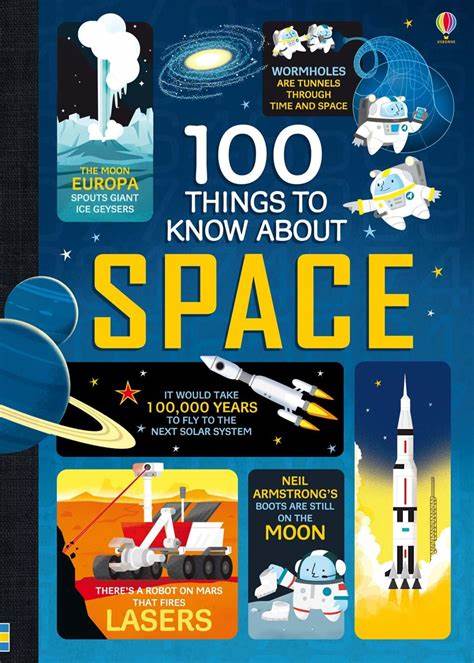 USBORNE
WORMHOLES
ARE TUNNELS
THROUGH
TIME AND SPACE
THE MOON
EUROPA
SPOUTS GIANT
ICE GEYSERS
100
THINGS TO
KNOW ABOUT
SPACE
IT WOULD TAKE
100,000 YEARS
TO FLY TO THE
NEXT SOLAR SYSTEM
NEIL
ARMSTRONG'S
BOOTS ARE STILL
ON THE
MOON
THERE'S A ROBOT ON MARS
THAT FIRES
LASERS